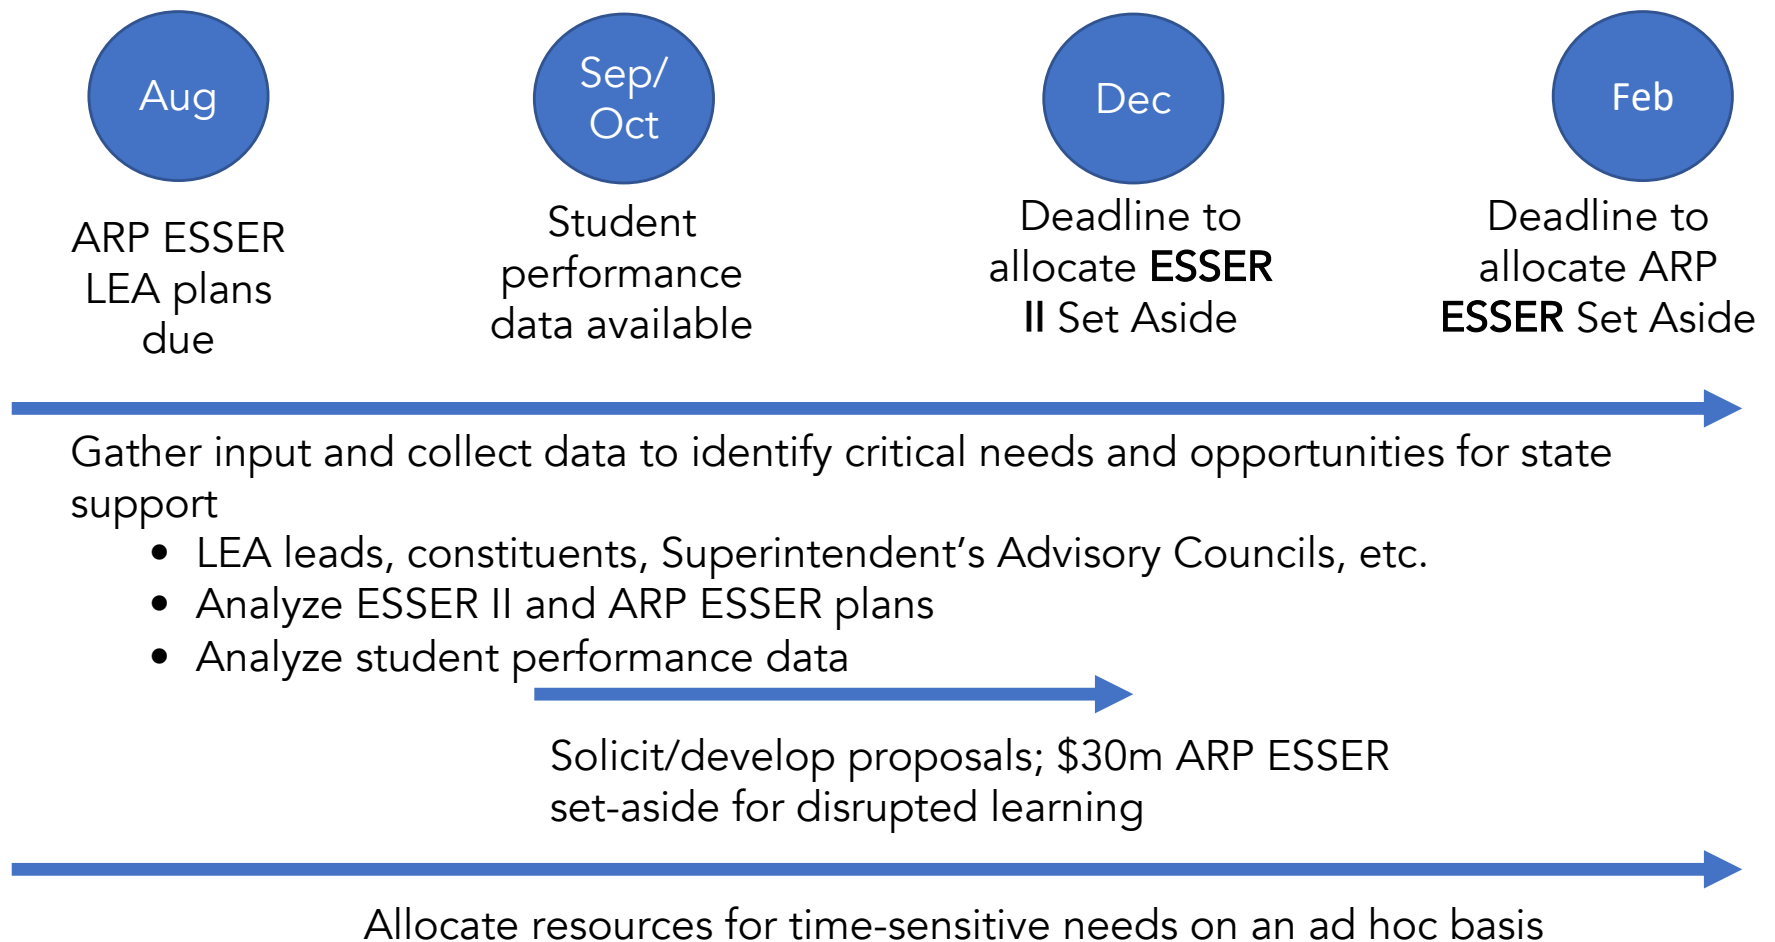 Aug
Sep/
Oct
Dec
Feb
ARP ESSER
LEA plans
due
Student
performance
data available
Deadline to
allocate ESSER
II Set Aside
Deadline to
allocate ARP
ESSER Set Aside
Gather input and collect data to identify critical needs and opportunities for state
support
• LEA leads, constituents, Superintendent’s Advisory Councils, etc.
• Analyze ESSER II and ARP ESSER plans
• Analyze student performance data
Solicit/develop proposals; $30m ARP ESSER
set-aside for disrupted learning
Allocate resources for time-sensitive needs on an ad hoc basis